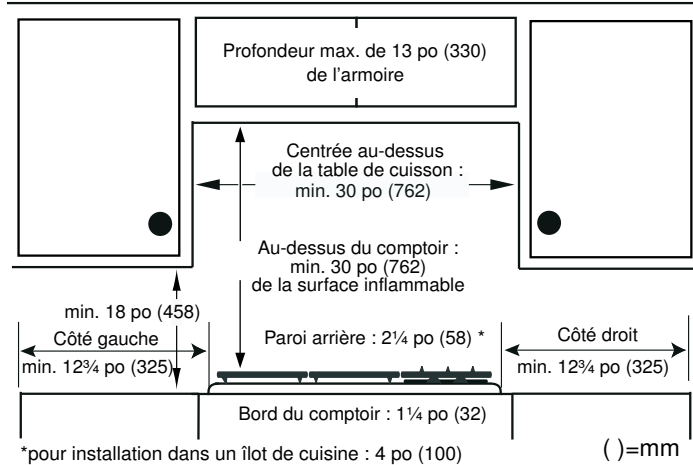 Profondeur max. de 13 po (330)
de l'armoire
Centrée au-dessus
de la table de cuisson :
min. 30 po (762)
Au-dessus du comptoir :
min. 30 po (762)
de la surface inflammable
min. 18 po (458)
Côté gauche
min. 12¾ po (325)
Paroi arrière : 2¼ po (58) *
Côté droit
min. 12¾ po (325)
Bord du comptoir : 1¼ po (32)
*pour installation dans un îlot de cuisine : 4 po (100)
( )=mm